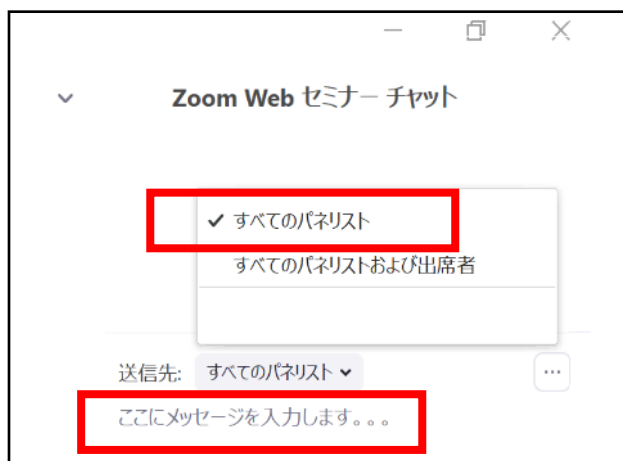 Zoom Web セミナー チャット
すべてのパネリスト
すべてのパネリストおよび出席者
送信先: すべてのパネリスト
ここにメッセージを入力します。。。